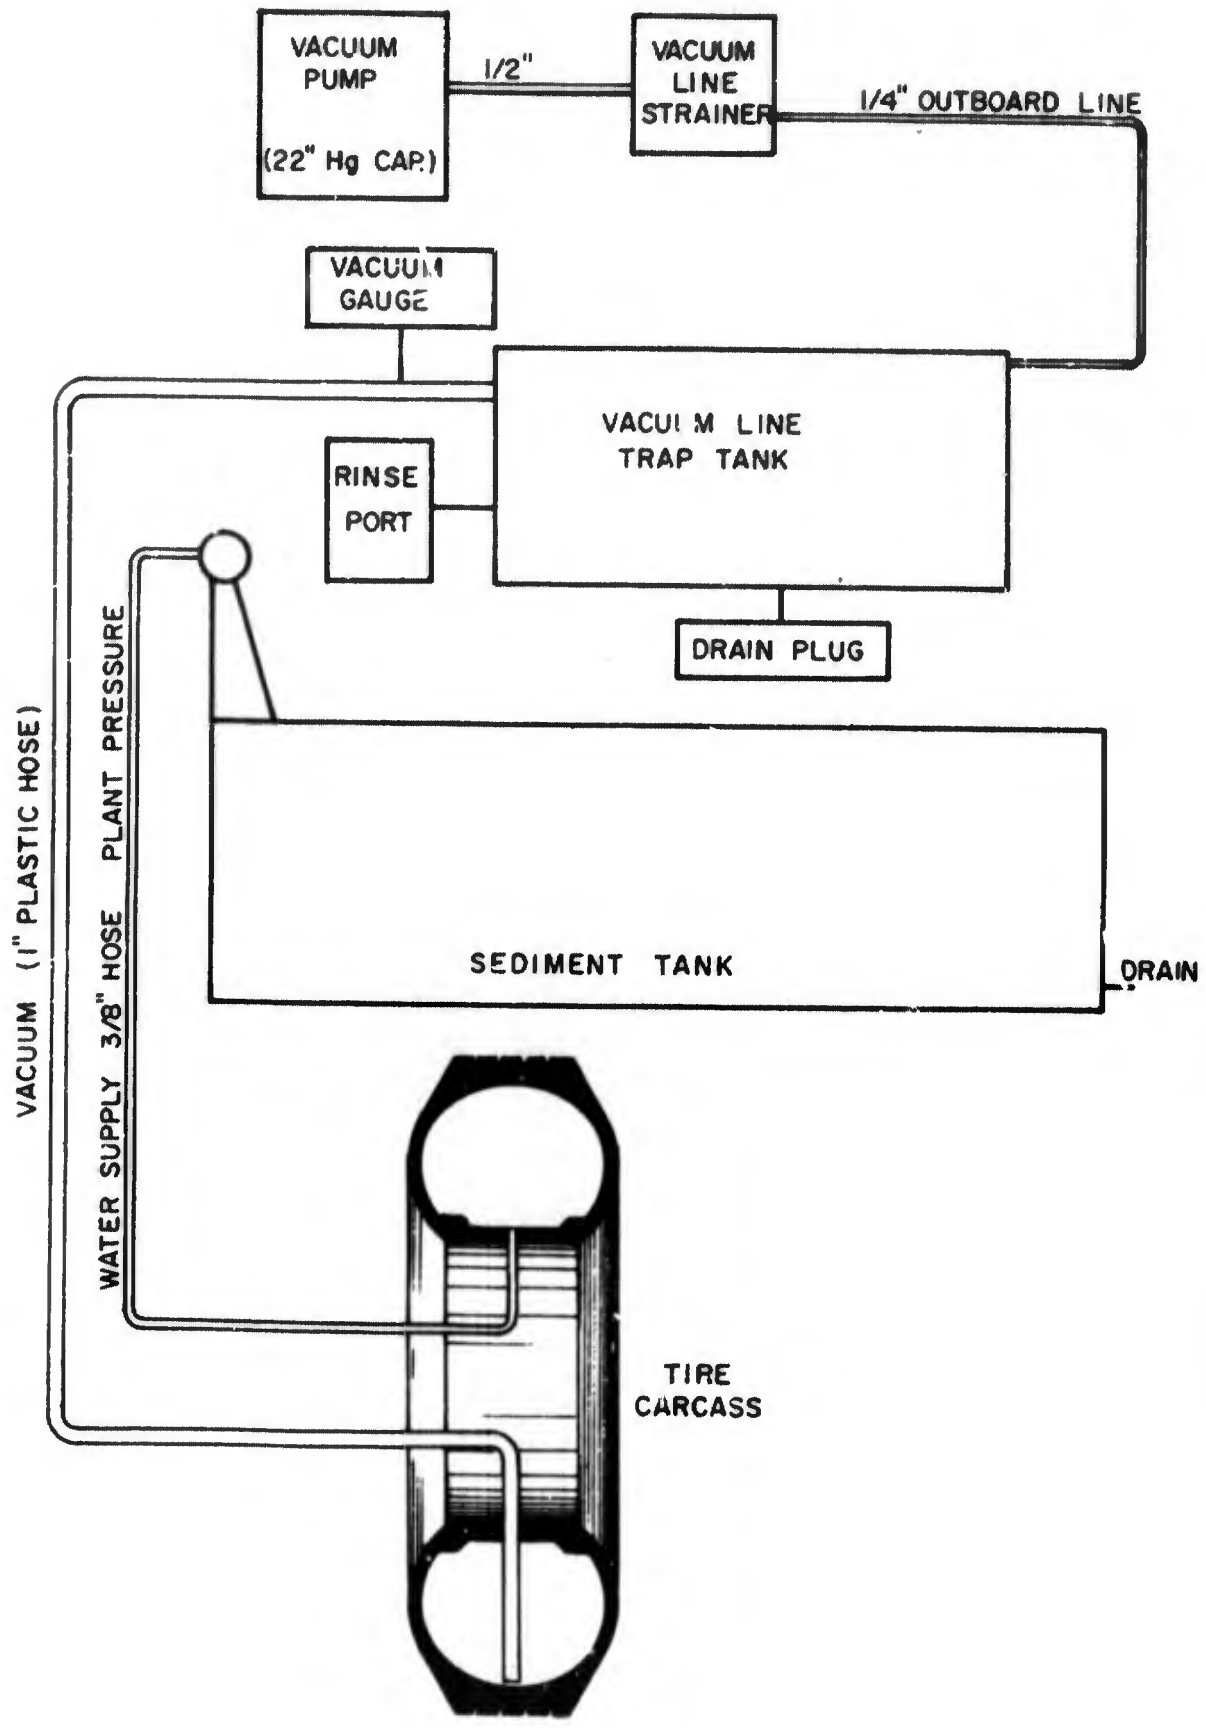 VACUUM
PUMP
(22" Hg CAP.)
1/2"
VACUUM
LINE
STRAINER
1/4" OUTBOARD LINE
VACUUM
GAUGE
VACUUM LINE
TRAP TANK
RINSE
PORT
DRAIN PLUG
VACUUM (1" PLASTIC HOSE)
WATER SUPPLY 3/8" HOSE PLANT PRESSURE
SEDIMENT TANK
DRAIN
TIRE
CARCASS